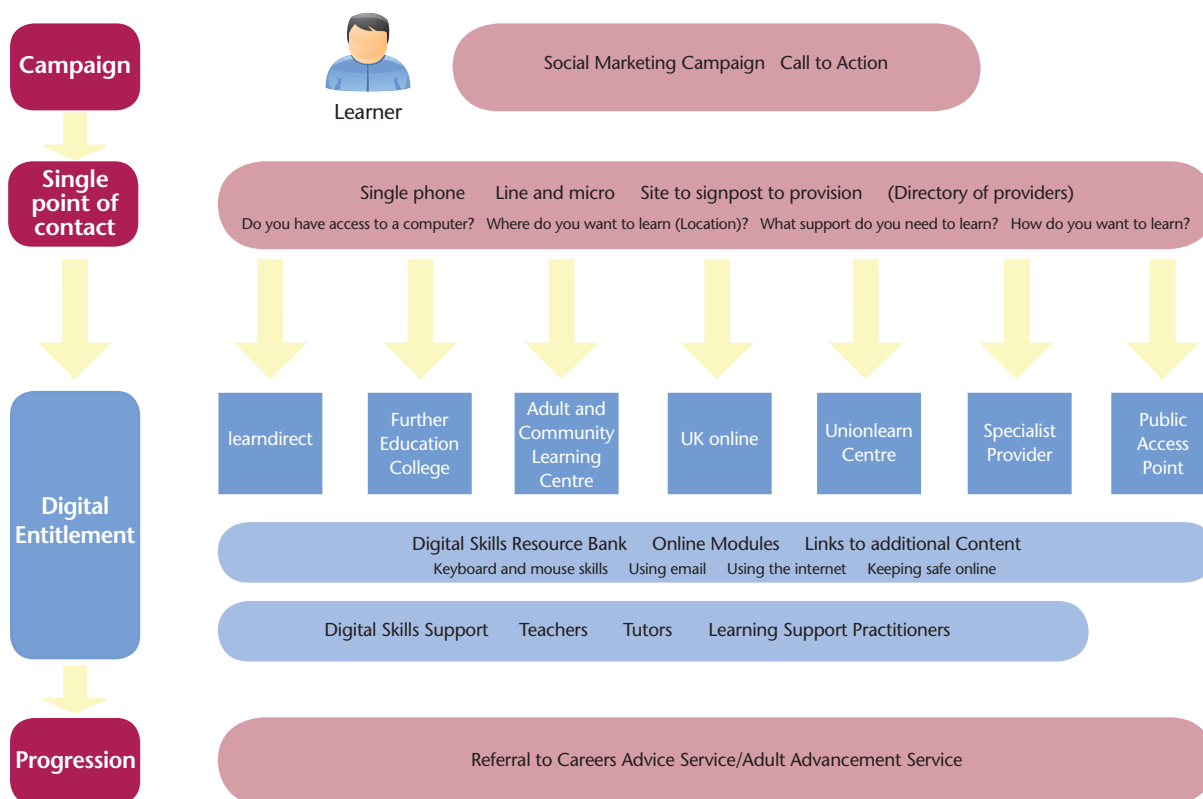 Campaign
Learner
Social Marketing Campaign Call to Action
Single
point of
contact
Single phone Line and micro Site to signpost to provision (Directory of providers)
Do you have access to a computer? Where do you want to learn (Location)? What support do you need to learn? How do you want to learn?
Digital
Entitlement
learndirect
Further
Education
College
Adult and
Community
Learning
Centre
UK online
Unionlearn
Centre
Specialist
Provider
Public
Access
Point
Digital Skills Resource Bank Online Modules Links to additional Content
Keyboard and mouse skills Using email Using the internet Keeping safe online
Digital Skills Support Teachers Tutors Learning Support Practitioners
Progression
Referral to Careers Advice Service/Adult Advancement Service